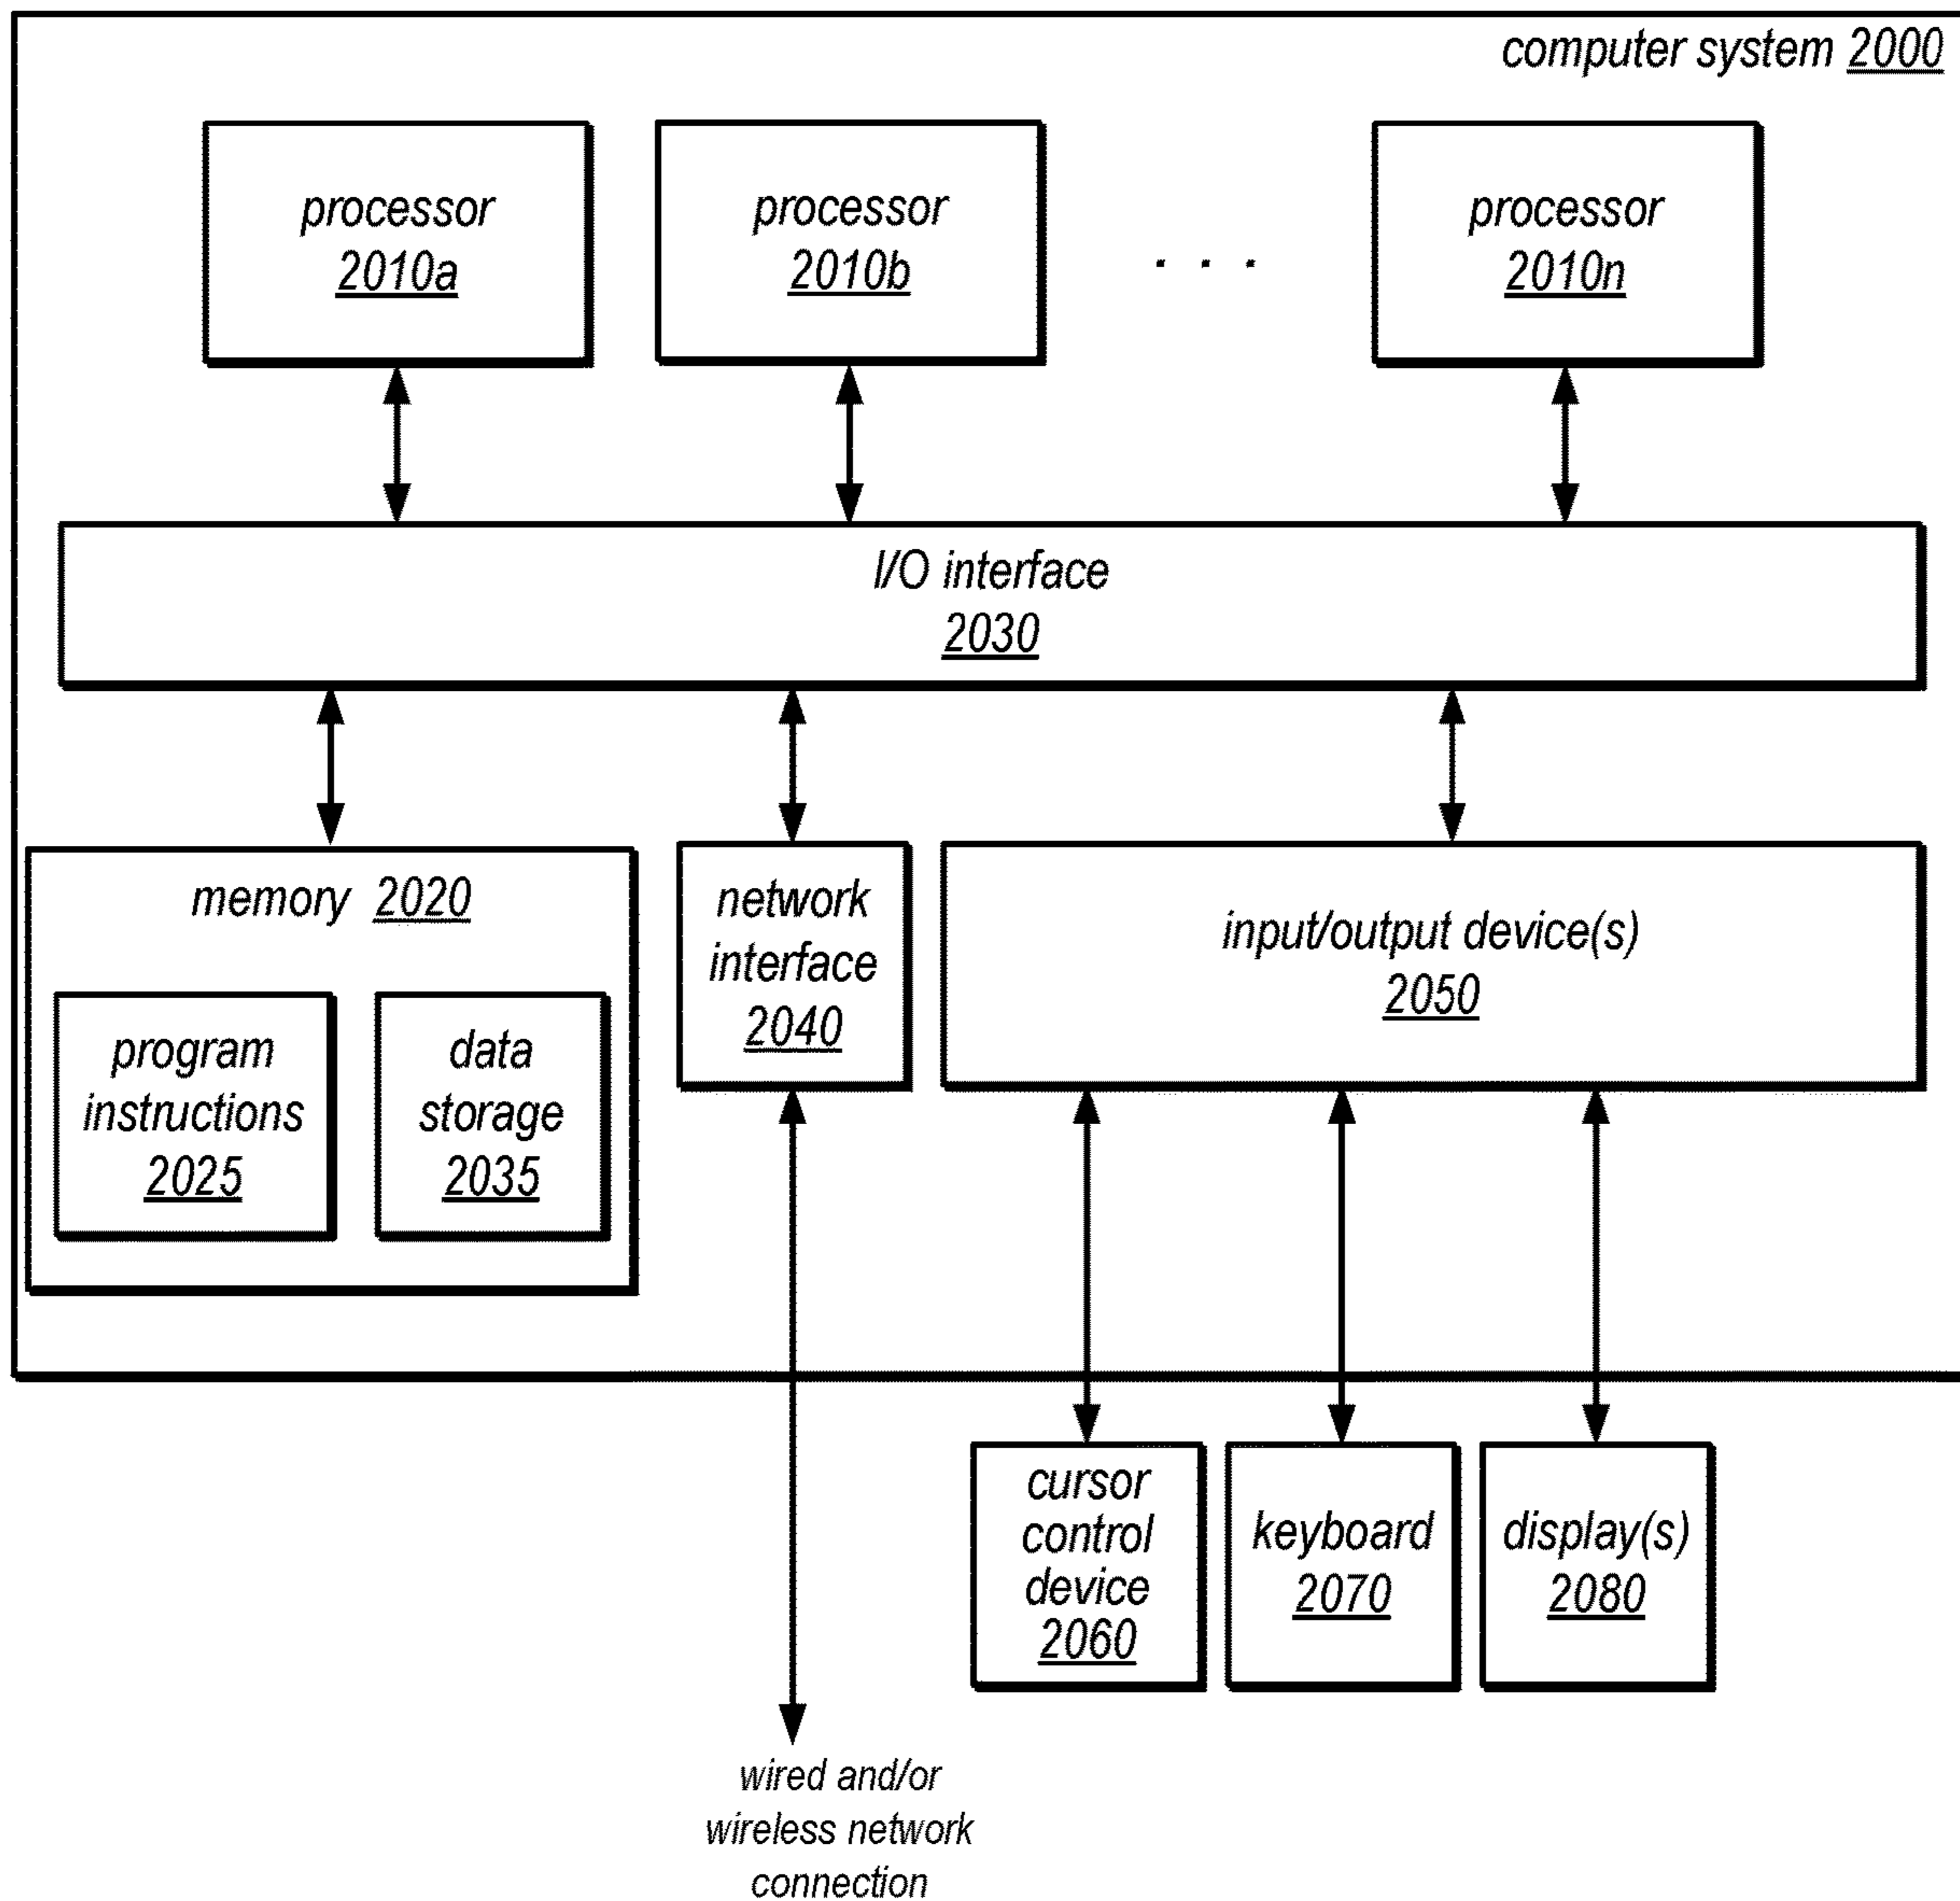 computer system 2000
processor
2010a
processor
2010b
. . .
processor
2010n
I/O interface
2030
memory 2020
program
instructions
2025
data
storage
2035
network
interface
2040
input/output device(s)
2050
cursor
control
device
2060
keyboard
2070
display(s)
2080
wired and/or
wireless network
connection